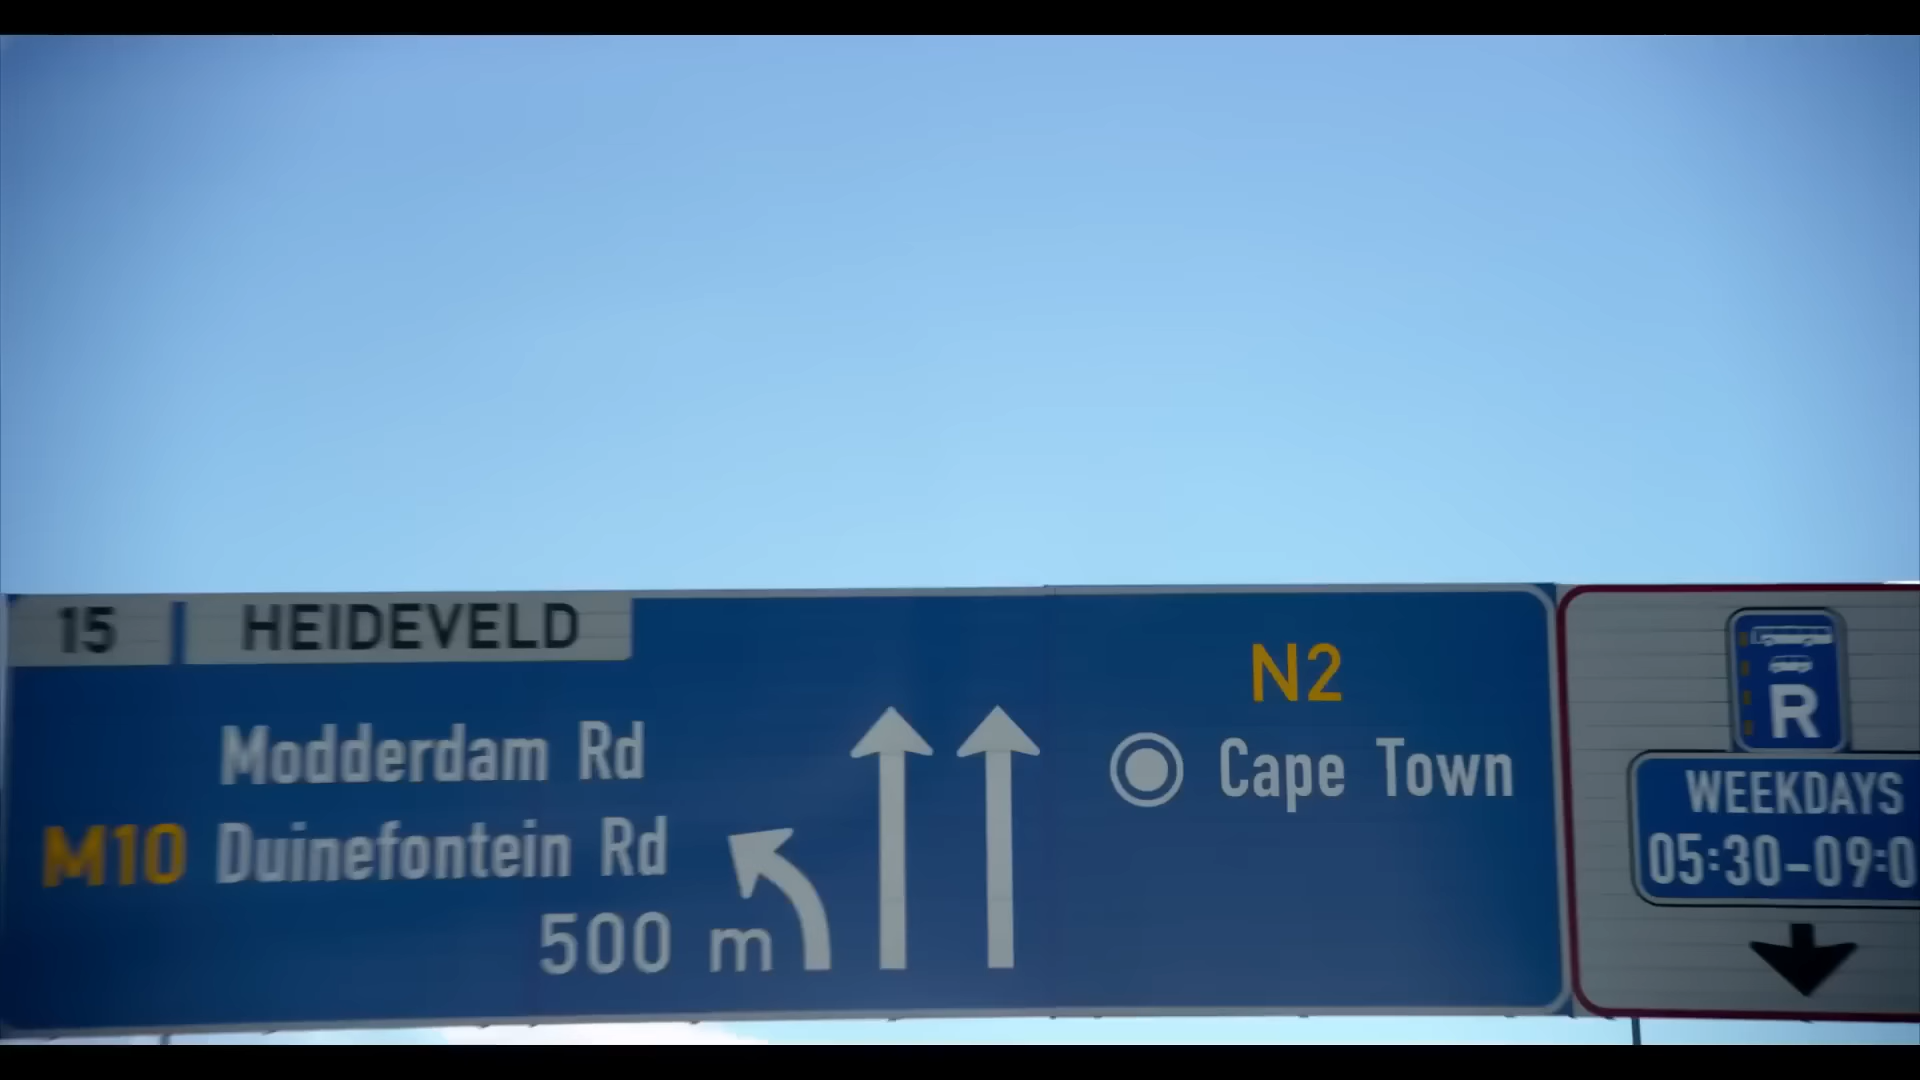 15 HEIDEVELD
Modderdam Rd
M10 Duinefontein Rd
500 m
N2
Cape Town
R
WEEKDAYS
05:30-09:0